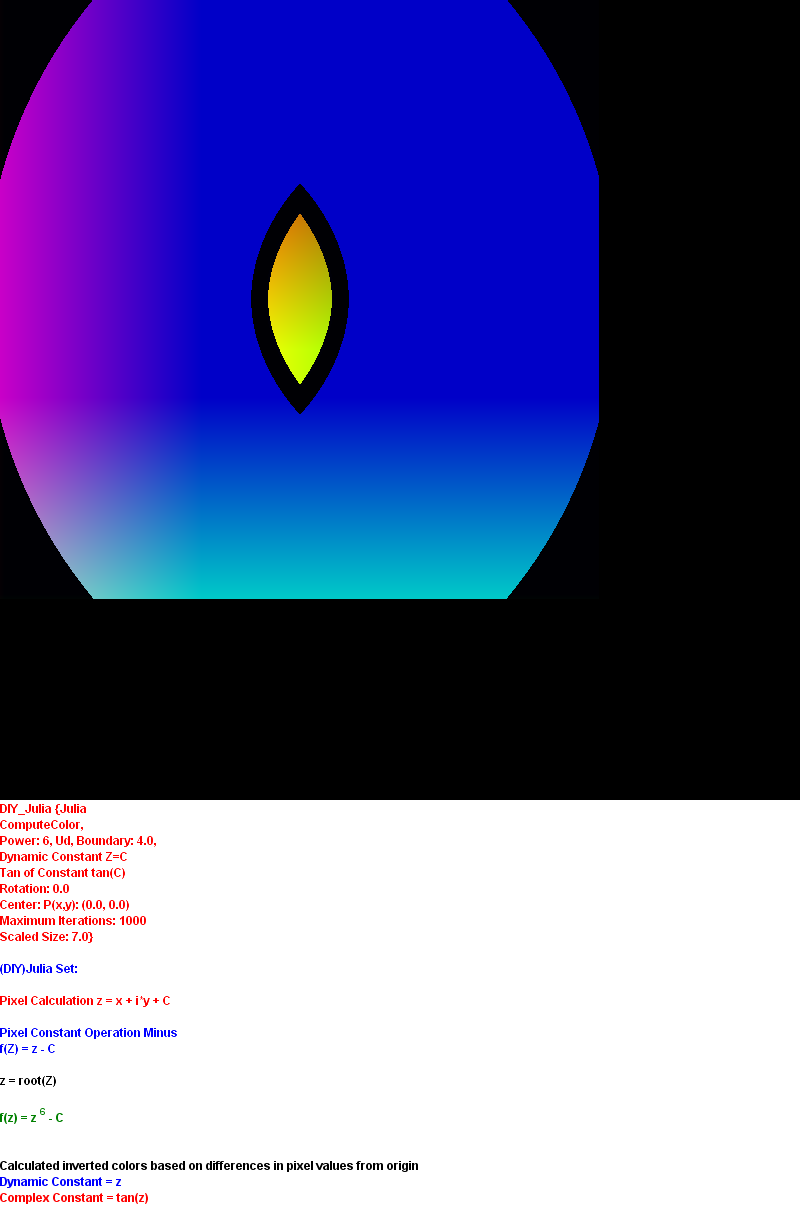 DIY_Julia {Julia
ComputeColor,
Power: 6, Ud, Boundary: 4.0,
Dynamic Constant Z=C
Tan of Constant tan(C)
Rotation: 0.0
Center: P(x,y): (0.0, 0.0)
Maximum Iterations: 1000
Scaled Size: 7.0}
(DIY)Julia Set:
Pixel Calculation z = x + i*y + C
Pixel Constant Operation Minus
f(Z) = z - C
z = root(Z)
f(z) = z 6 - C
Calculated inverted colors based on differences in pixel values from origin
Dynamic Constant = z
Complex Constant = tan(z)